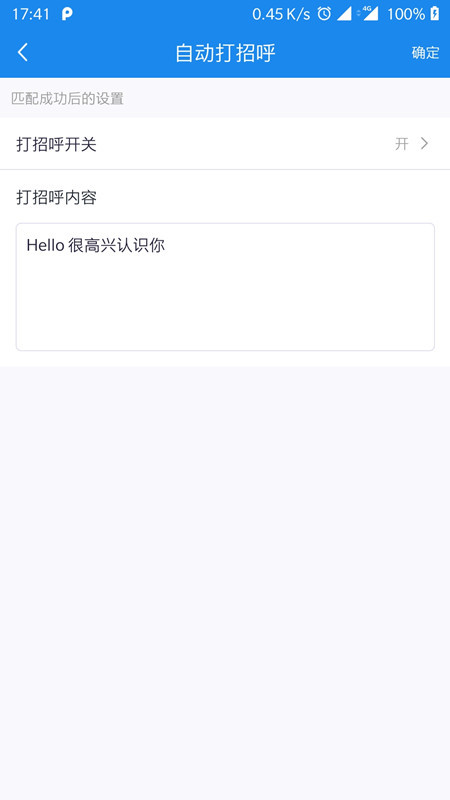 17:41 0.45 K/s 4G 100%
自动打招呼 确定
匹配成功后的设置
打招呼开关 开
打招呼内容
Hello 很高兴认识你